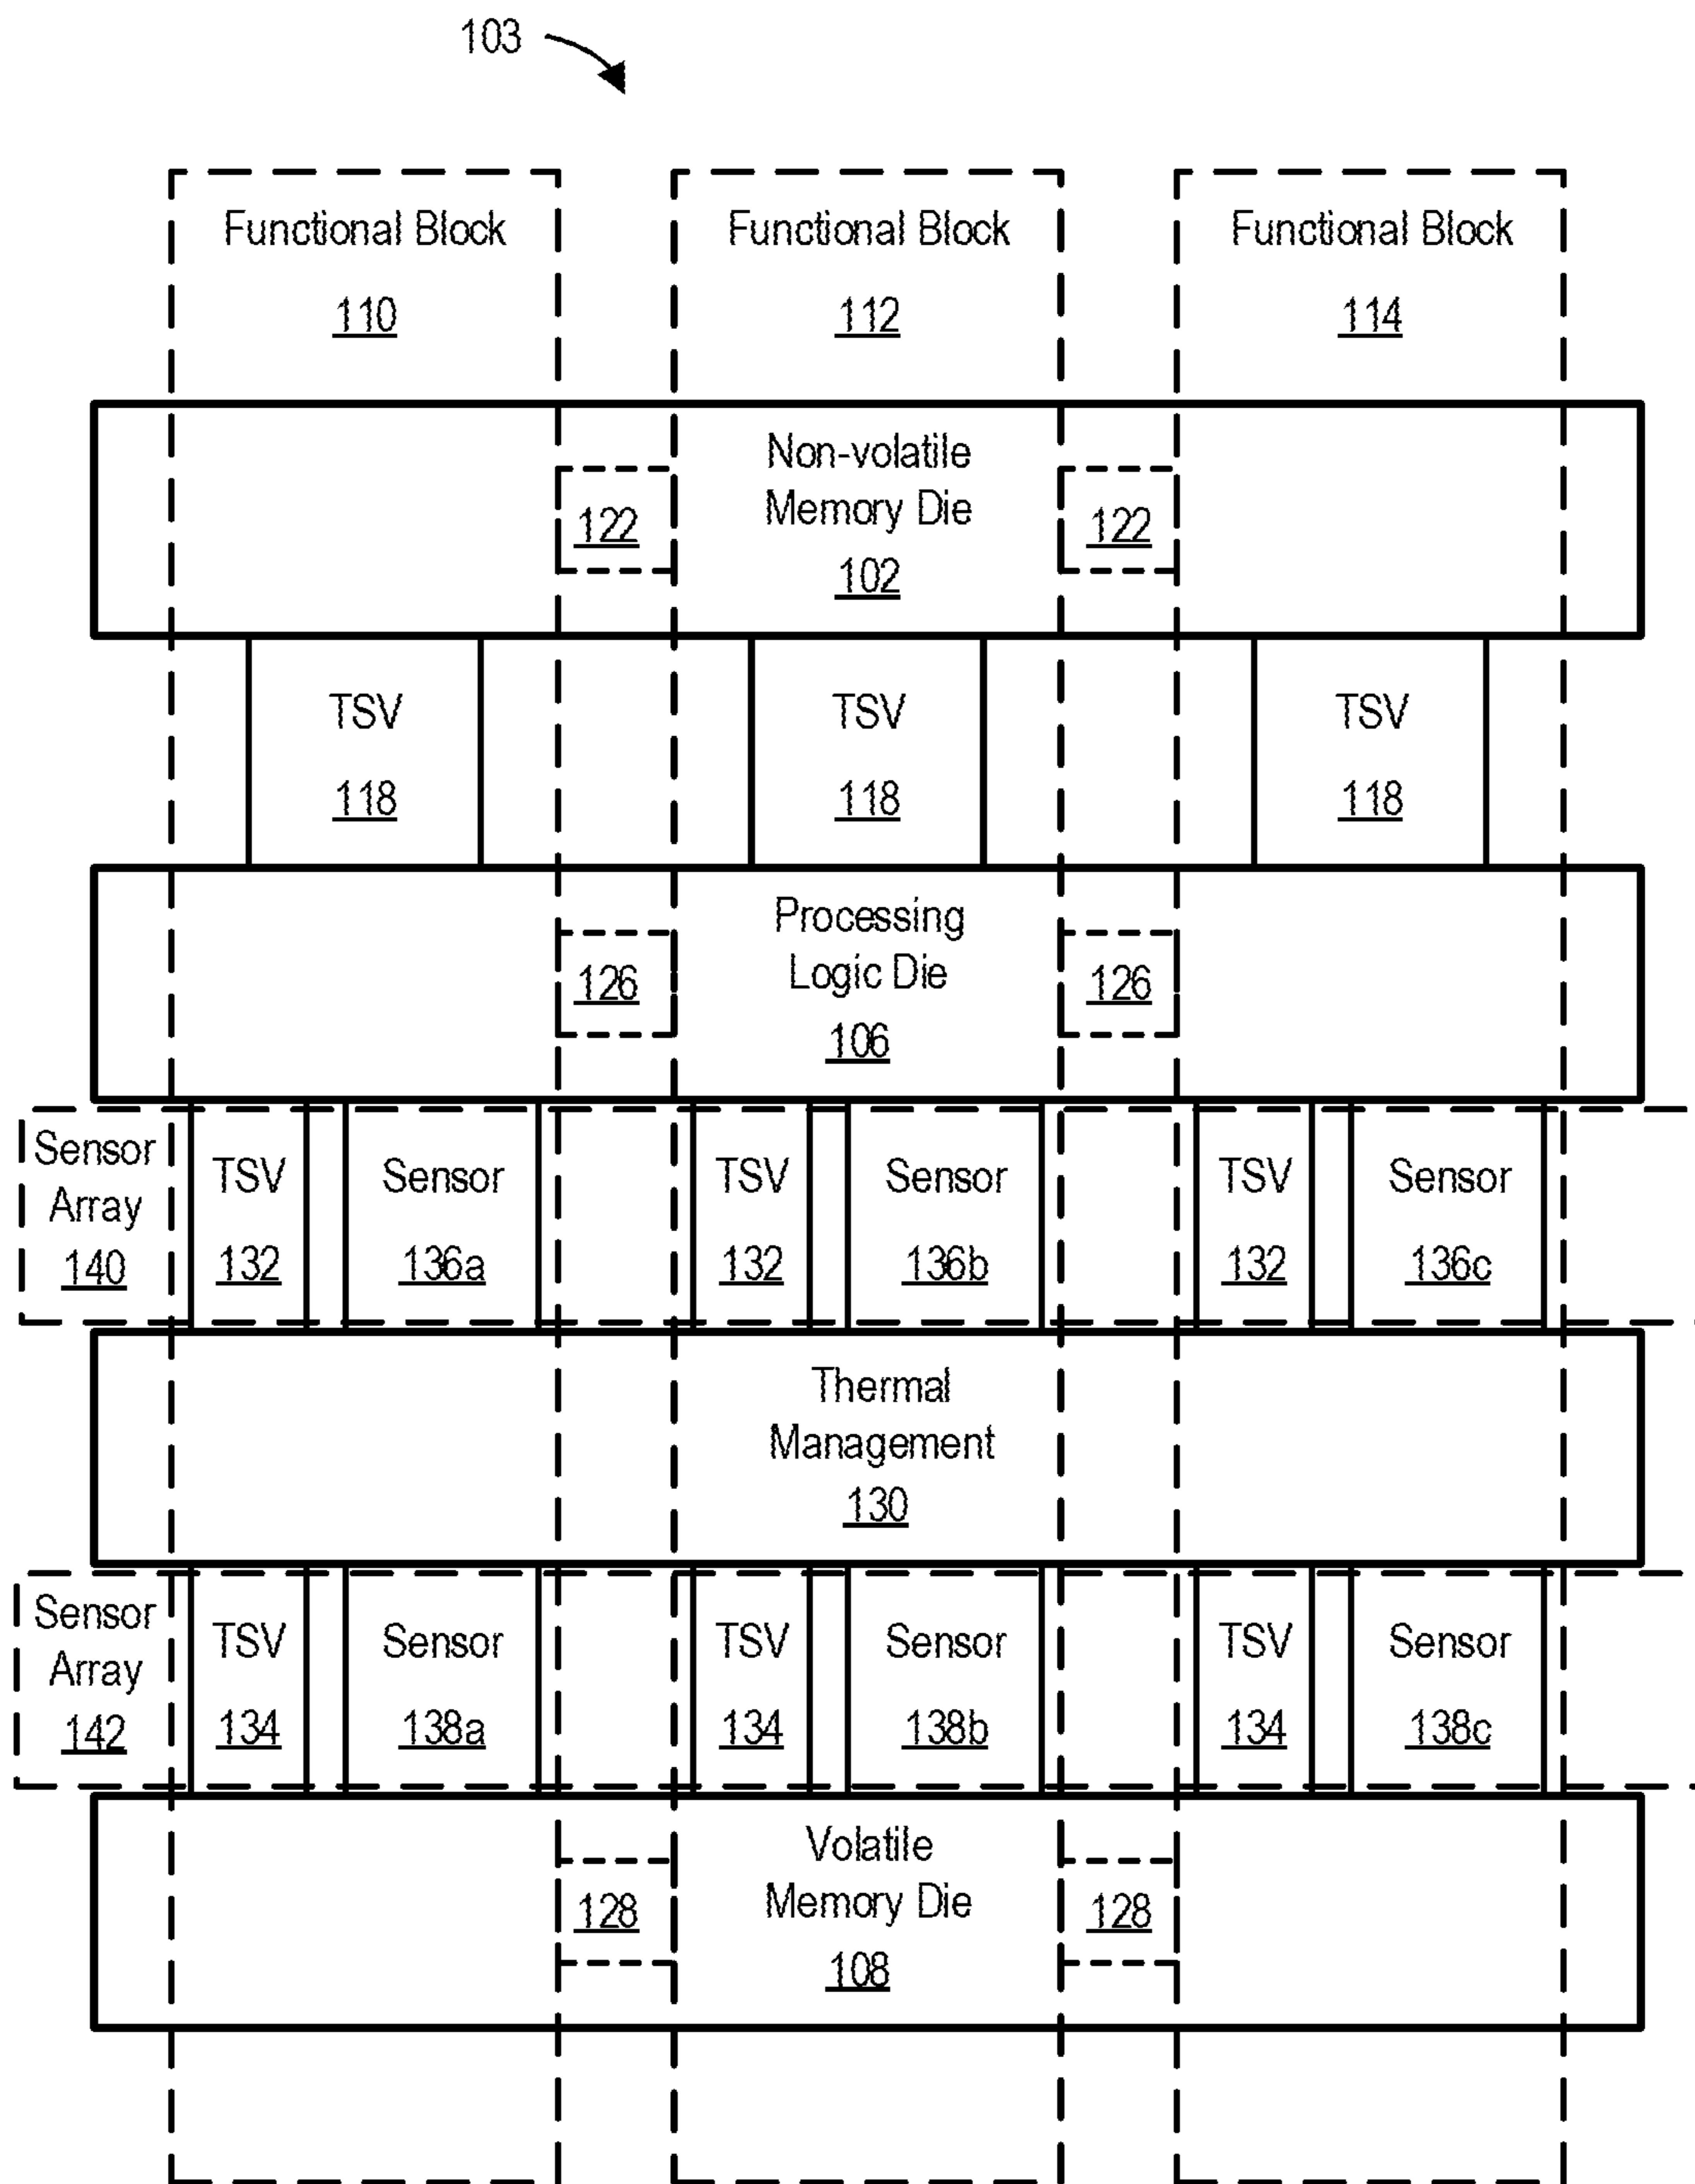 103
Functional Block
110
Functional Block
112
Functional Block
114
Non-volatile
Memory Die
102
122
122
TSV
118
TSV
118
TSV
118
Processing
Logic Die
106
126
126
Sensor
Array
140
TSV
132
Sensor
136a
TSV
132
Sensor
136b
TSV
132
Sensor
136c
Thermal
Management
130
Sensor
Array
142
TSV
134
Sensor
138a
TSV
134
Sensor
138b
TSV
134
Sensor
138c
Volatile
Memory Die
108
128
128